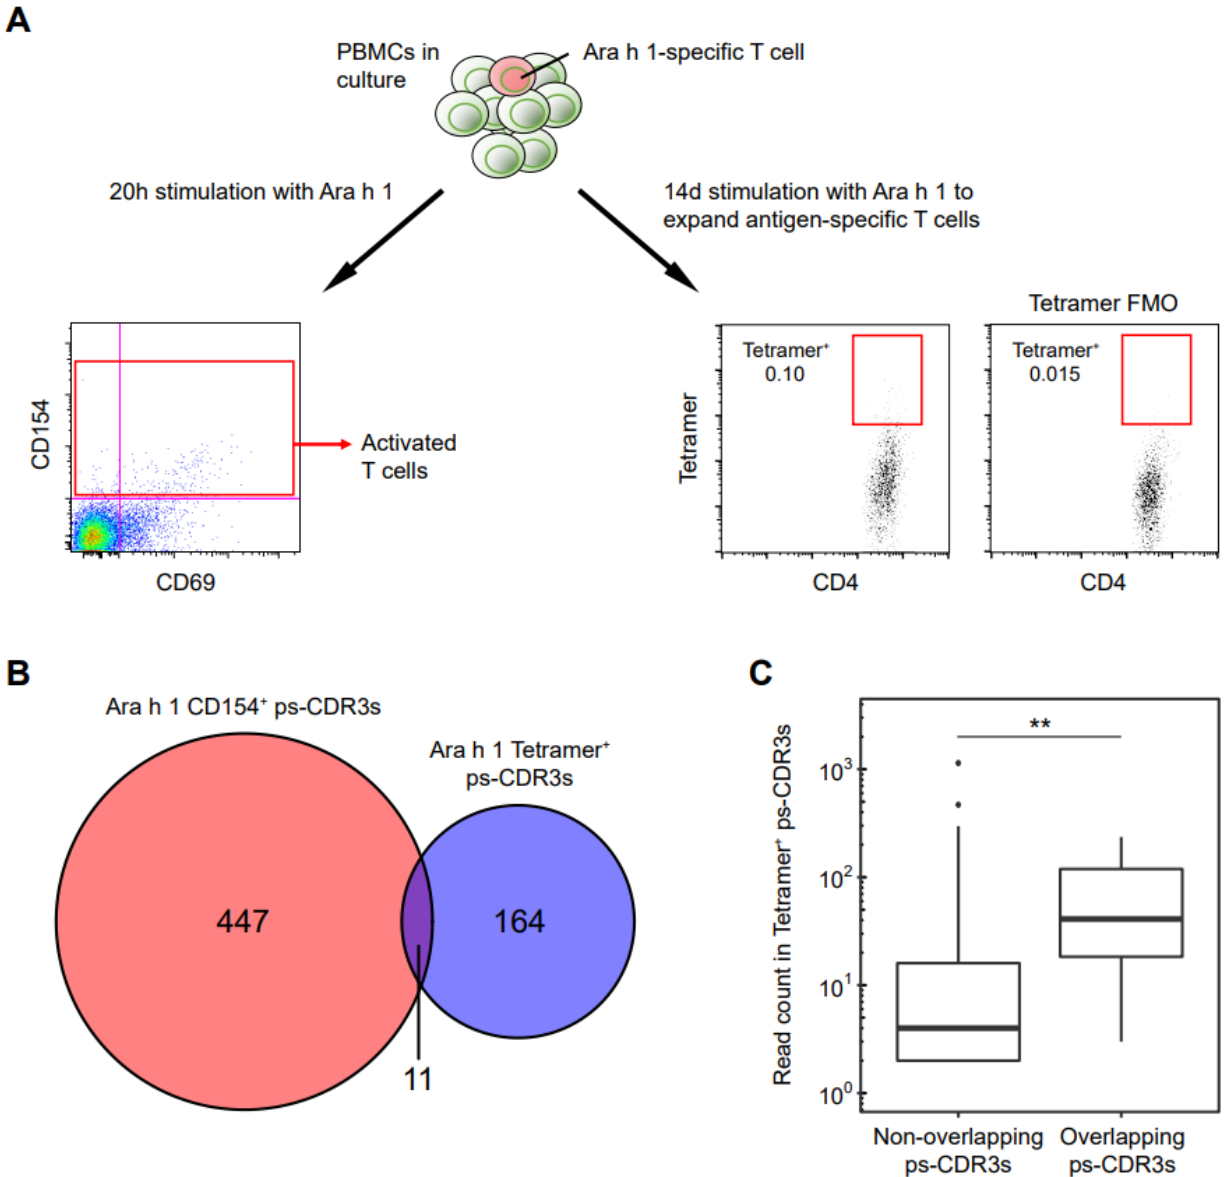 A
PBMCs in
culture
Ara h 1-specific T cell
20h stimulation with Ara h 1
14d stimulation with Ara h 1 to
expand antigen-specific T cells
CD154
CD69
Activated
T cells
Tetramer
Tetramer⁺
0.10
CD4
Tetramer FMO
Tetramer⁺
0.015
CD4
B
Ara h 1 CD154⁺ ps-CDR3s
Ara h 1 Tetramer⁺
ps-CDR3s
447
164
11
C
Read count in Tetramer⁺ ps-CDR3s
**
10³
10²
10¹
10⁰
Non-overlapping
ps-CDR3s
Overlapping
ps-CDR3s